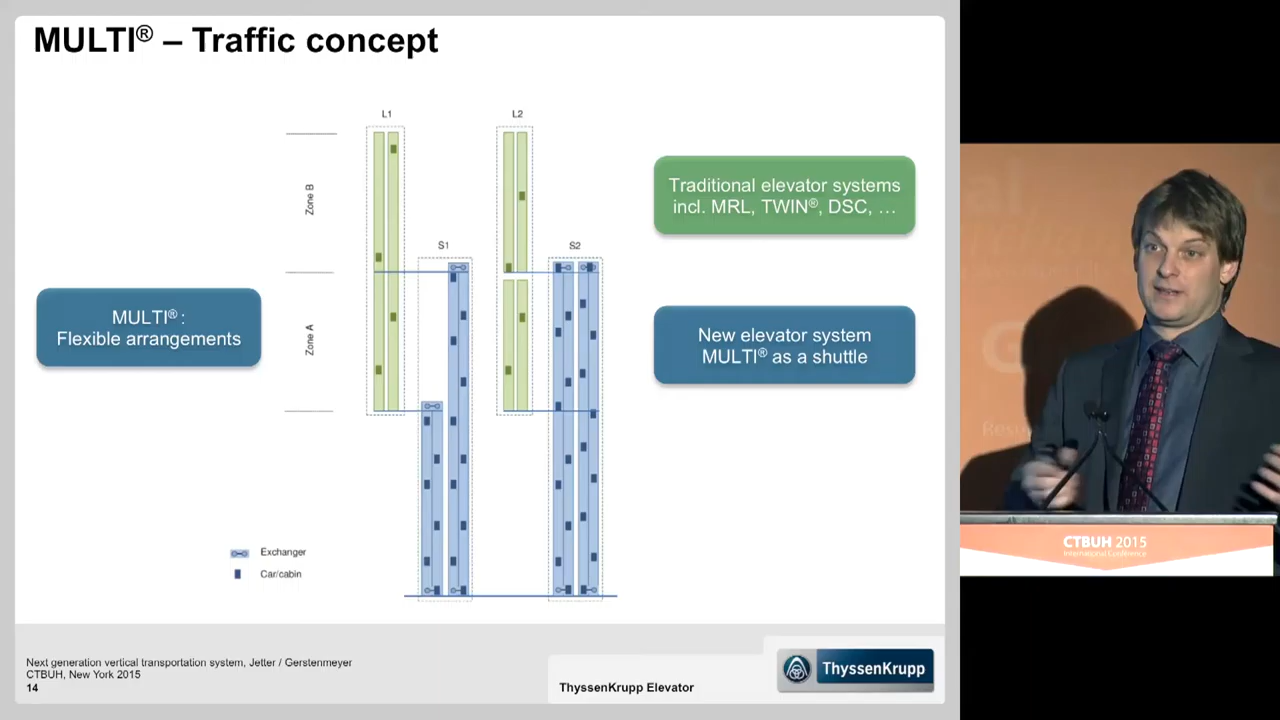 MULTI® – Traffic concept
L1
L2
Zone B
S1
S2
Traditional elevator systems
incl. MRL, TWIN®, DSC, …
MULTI® :
Flexible arrangements
Zone A
New elevator system
MULTI® as a shuttle
Exchanger
Car/cabin
Next generation vertical transportation system, Jetter / Gerstenmeyer
CTBUH, New York 2015
14
ThyssenKrupp Elevator
ThyssenKrupp
CTBUH 2015
International Conference